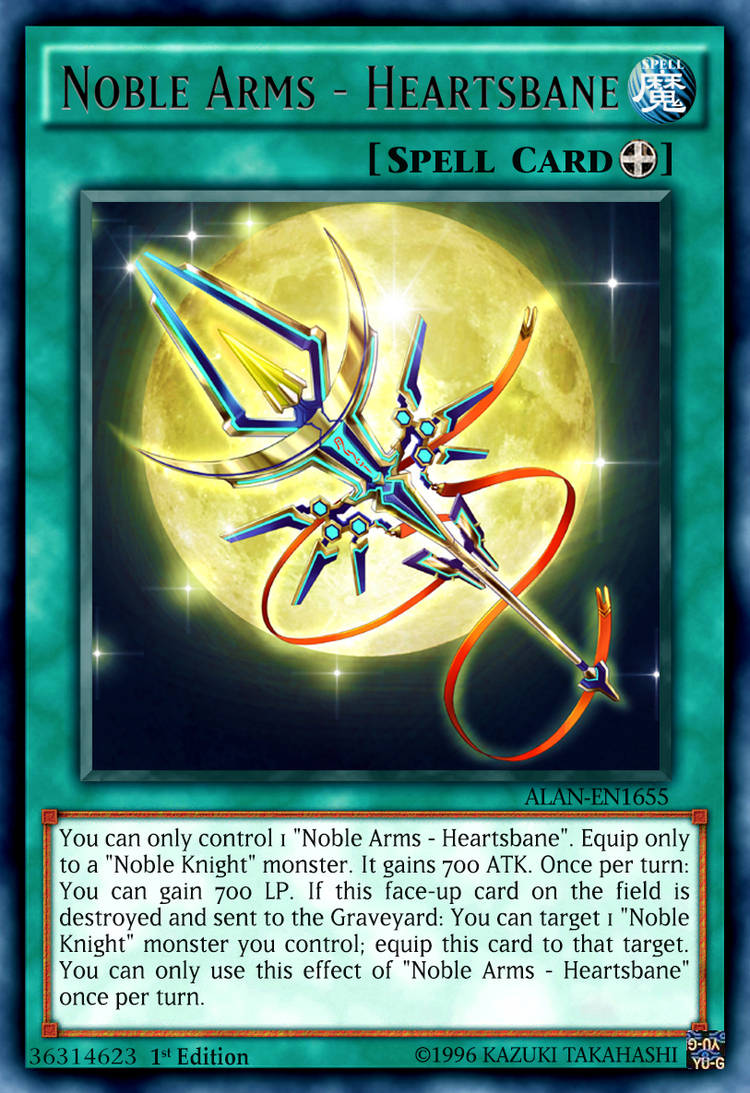 NOBLE ARMS - HEARTSBANE
SPELL
魔
[SPELL CARD]
ALAN-EN1655
You can only control 1 "Noble Arms - Heartsbane". Equip only
to a "Noble Knight" monster. It gains 700 ATK. Once per turn:
You can gain 700 LP. If this face-up card on the field is
destroyed and sent to the Graveyard: You can target 1 "Noble
Knight" monster you control; equip this card to that target.
You can only use this effect of "Noble Arms - Heartsbane"
once per turn.
36314623 1st Edition ©1996 KAZUKI TAKAHASHI